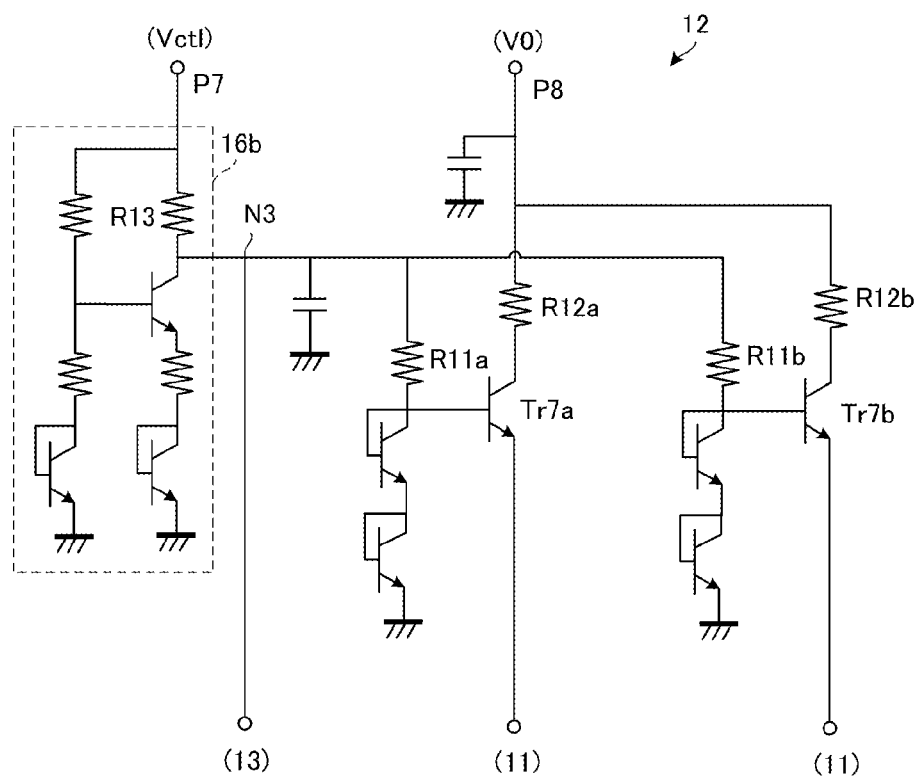 12
(Vctl)
(V0)
P7
P8
16b
R13
N3
R12a
R12b
R11a
R11b
Tr7a
Tr7b
(13)
(11)
(11)